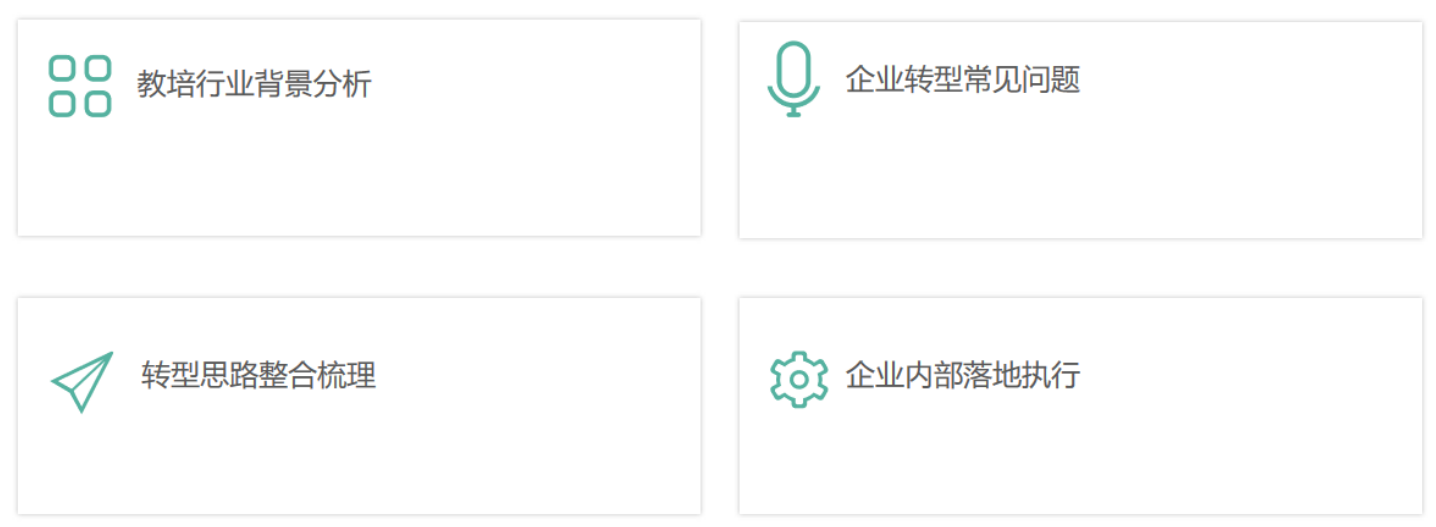 教培行业背景分析
企业转型常见问题
转型思路整合梳理
企业内部落地执行